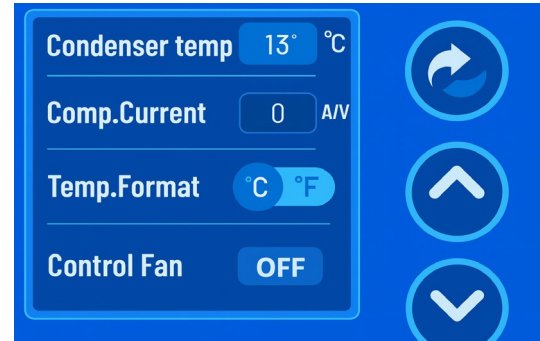 Condenser temp 13° °C
Comp.Current 0 A/V
Temp.Format °C °F
Control Fan OFF